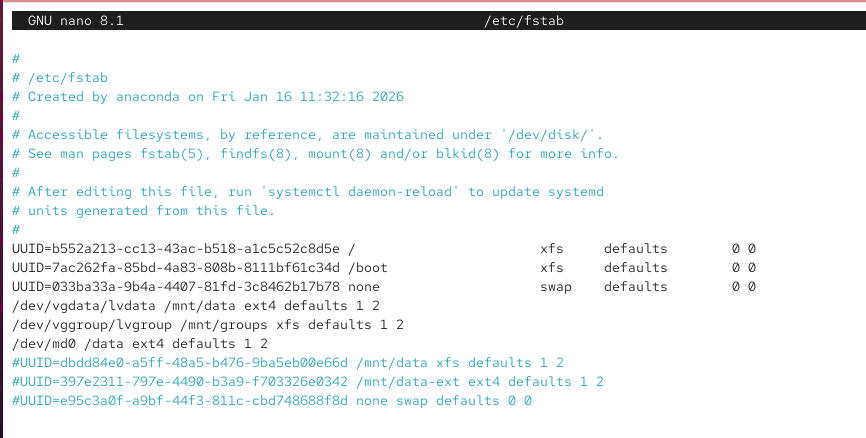 GNU nano 8.1 /etc/fstab
#
# /etc/fstab
# Created by anaconda on Fri Jan 16 11:32:16 2026
#
# Accessible filesystems, by reference, are maintained under '/dev/disk/'.
# See man pages fstab(5), findfs(8), mount(8) and/or blkid(8) for more info.
#
# After editing this file, run 'systemctl daemon-reload' to update systemd
# units generated from this file.
#
UUID=b552a213-cc13-43ac-b518-a1c5c52c8d5e / xfs defaults 0 0
UUID=7ac262fa-85bd-4a83-808b-8111bf61c34d /boot xfs defaults 0 0
UUID=033ba33a-9b4a-4407-81fd-3c8462b17b78 none swap defaults 0 0
/dev/vgdata/lvdata /mnt/data ext4 defaults 1 2
/dev/vggroup/lvgroup /mnt/groups xfs defaults 1 2
/dev/md0 /data ext4 defaults 1 2
#UUID=dbdd84e0-a5ff-48a5-b476-9ba5eb00e66d /mnt/data xfs defaults 1 2
#UUID=397e2311-797e-4490-b3a9-f703326e0342 /mnt/data-ext ext4 defaults 1 2
#UUID=e95c3a0f-a9bf-44f3-811c-cbd748688f8d none swap defaults 0 0